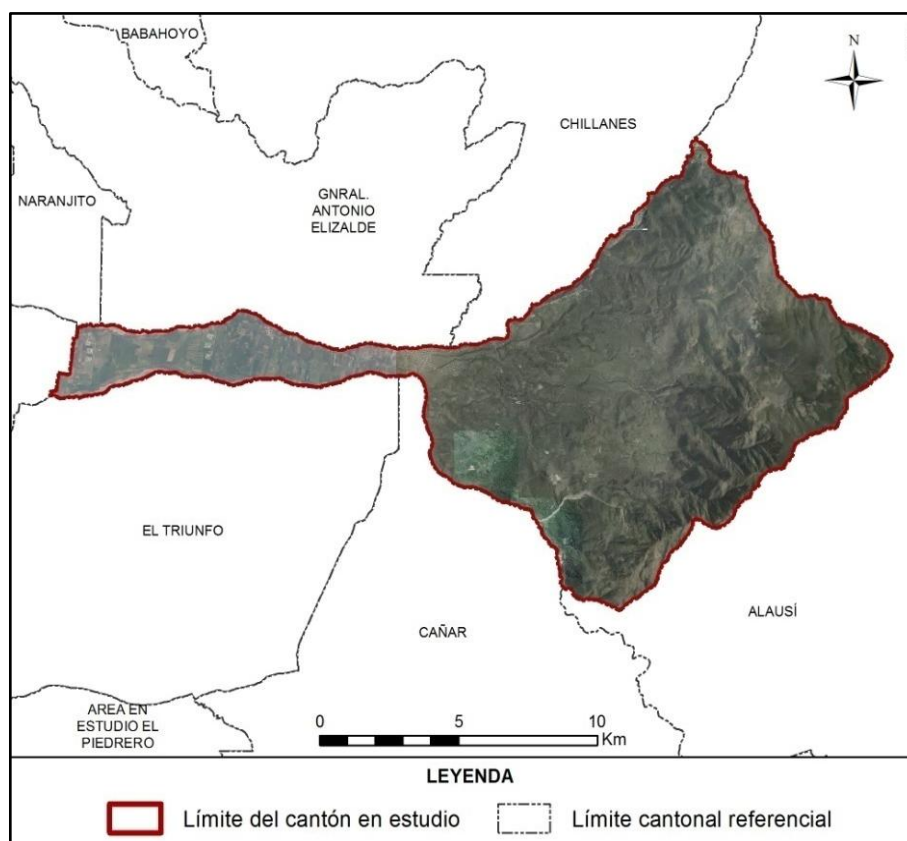 BABAHOYO
N
CHILLANES
NARANJITO
GNRAL.
ANTONIO
ELIZALDE
EL TRIUNFO
CAÑAR
ALAUSÍ
AREA EN
ESTUDIO EL
PIEDRERO
0 5 10
Km
LEYENDA
Límite del cantón en estudio
Límite cantonal referencial